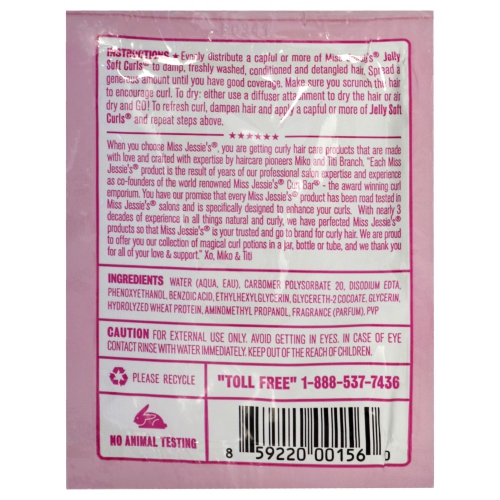 INSTRUCTIONS ★ Evenly distribute a capful or more of Miss Jessie's® Jelly
Soft Curls™ to damp, freshly washed, conditioned and detangled hair. Spread a
generous amount until you have good coverage. Make sure you scrunch the hair
to encourage curl. To dry: either use a diffuser attachment to dry the hair or air
dry and GO! To refresh curl, dampen hair and apply a capful or more of Jelly Soft
Curls® and repeat steps above.
★★★★★★
When you choose Miss Jessie's®, you are getting curly hair care products that are made
with love and crafted with expertise by haircare pioneers Miko and Titi Branch. "Each Miss
Jessie's® product is the result of years of our professional salon expertise and experience
as co-founders of the world renowned Miss Jessie's® Curl Bar® - the award winning curl
emporium. You have our promise that every Miss Jessie's® product has been road tested in
Miss Jessie's® salons and is specifically designed to enhance your curls. With nearly 3
decades of experience in all things natural and curly, we have perfected Miss Jessie's®
products so that Miss Jessie's® is your trusted and go to brand for curly hair. We are proud
to offer you our collection of magical curl potions in a jar, bottle or tube, and we thank you
for all of your love & support." Xo, Miko & Titi
INGREDIENTS WATER (AQUA, EAU), CARBOMER, POLYSORBATE 20, DISODIUM EDTA,
PHENOXYETHANOL, BENZOIC ACID, ETHYLHEXYLGLYCERIN, GLYCERETH-2 COCOATE, GLYCERIN,
HYDROLYZED WHEAT PROTEIN, AMINOMETHYL PROPANOL, FRAGRANCE (PARFUM), PVP
CAUTION FOR EXTERNAL USE ONLY. AVOID GETTING IN EYES. IN CASE OF EYE
CONTACT RINSE WITH WATER IMMEDIATELY. KEEP OUT OF THE REACH OF CHILDREN.
PLEASE RECYCLE
"TOLL FREE" 1-888-537-7436
NO ANIMAL TESTING
8 59220 00156 0